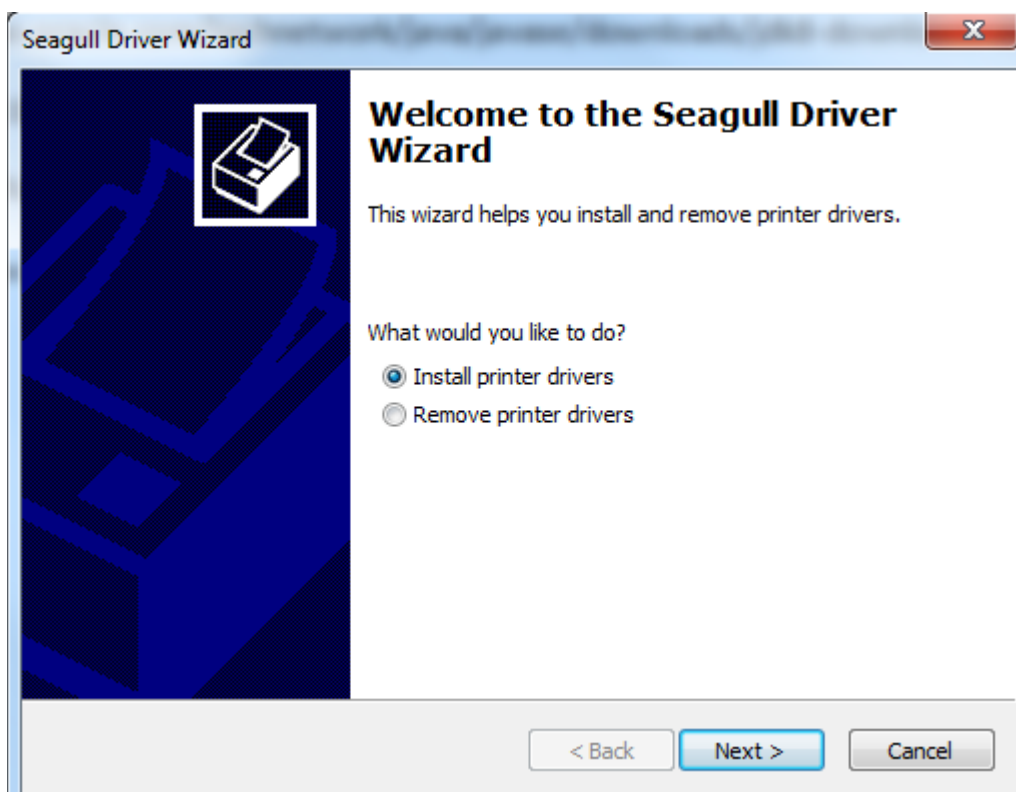 Seagull Driver Wizard
Welcome to the Seagull Driver
Wizard
This wizard helps you install and remove printer drivers.
What would you like to do?
Install printer drivers
Remove printer drivers
< Back
Next >
Cancel